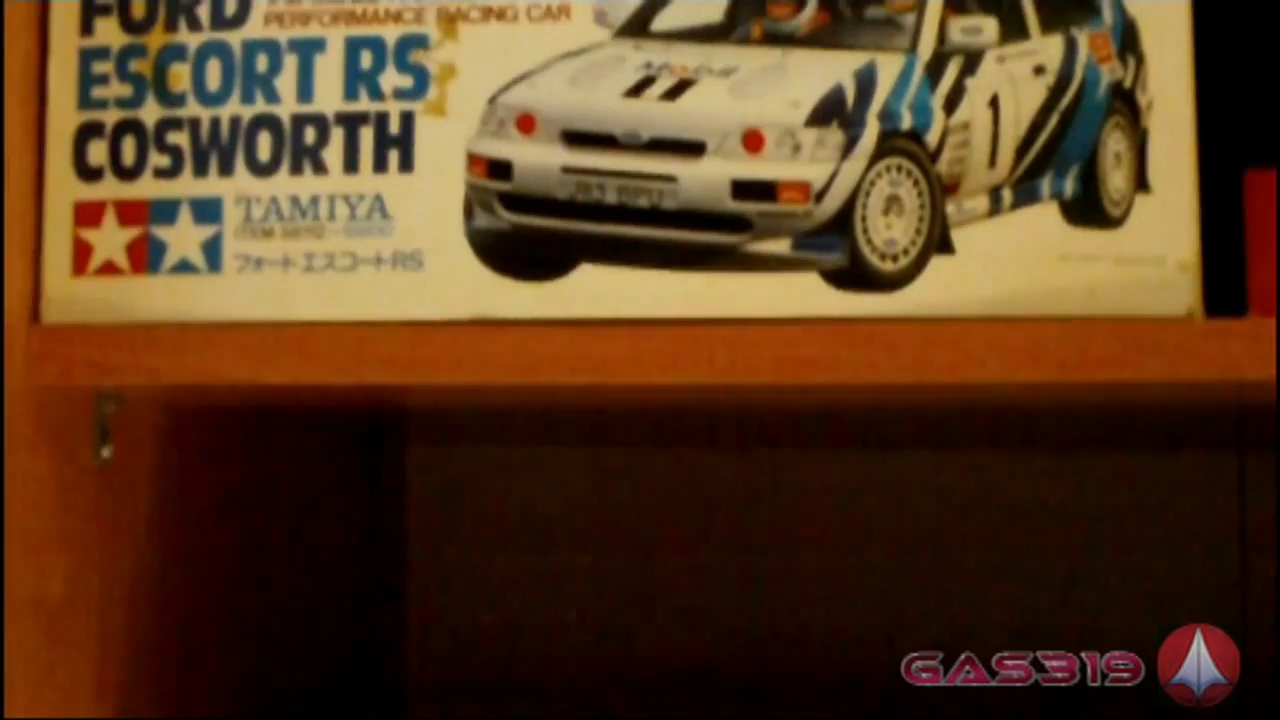 FORD
PERFORMANCE RACING CAR
ESCORT RS
COSWORTH
TAMIYA
フォードエスコートRS
1
GAS319